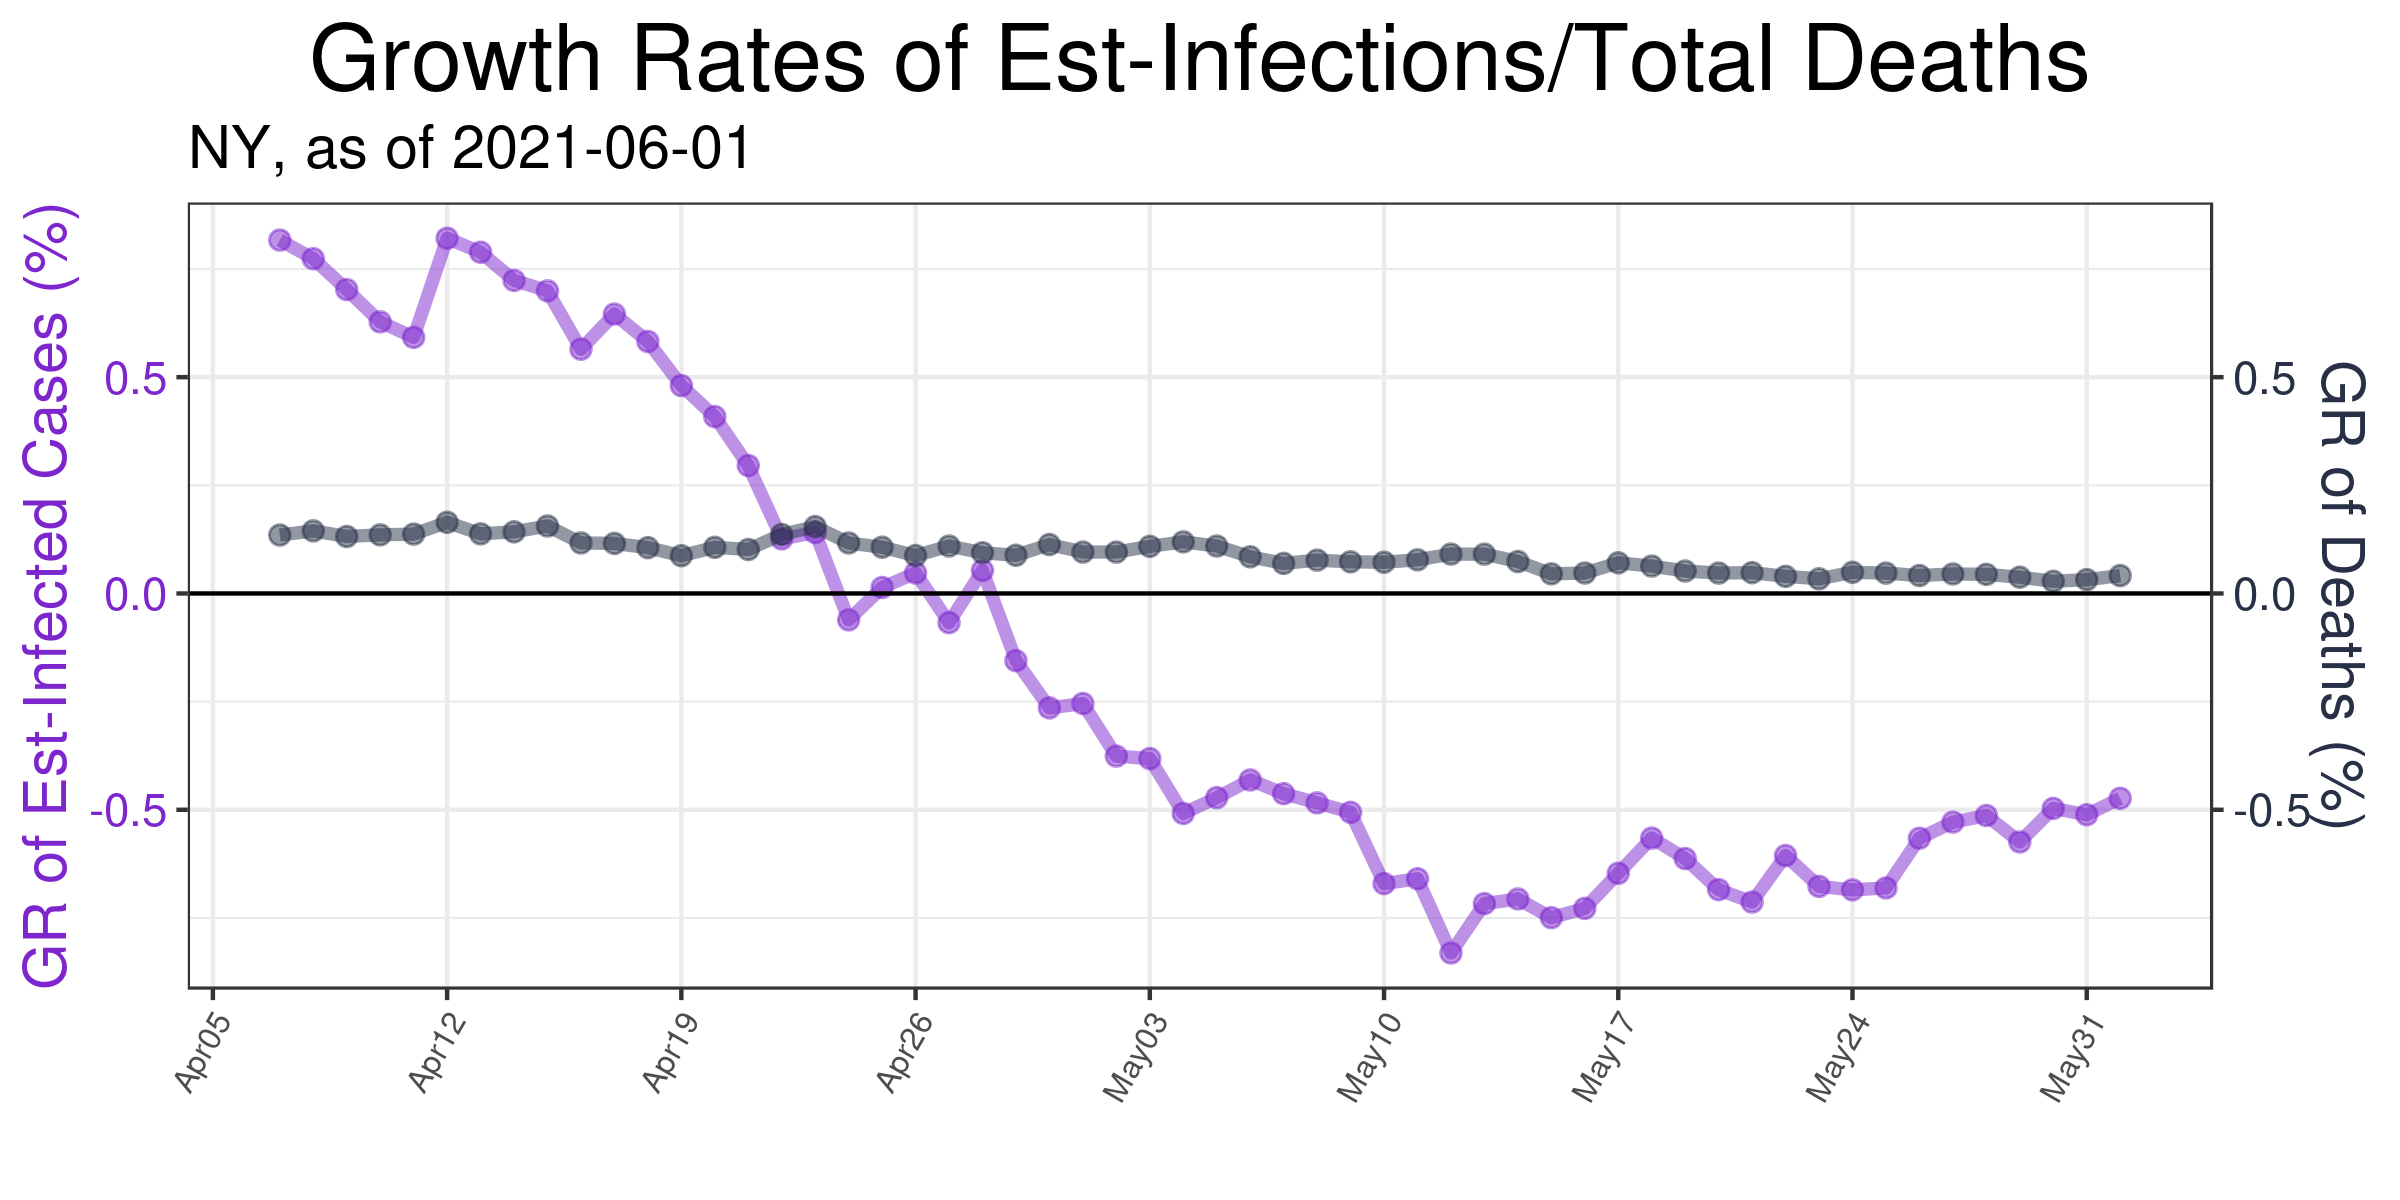 Growth Rates of Est-Infections/Total Deaths
NY, as of 2021-06-01
GR of Est-Infected Cases (%)
0.5
0.0
-0.5
0.5
0.0
-0.5
GR of Deaths (%)
Apr05
Apr12
Apr19
Apr26
May03
May10
May17
May24
May31